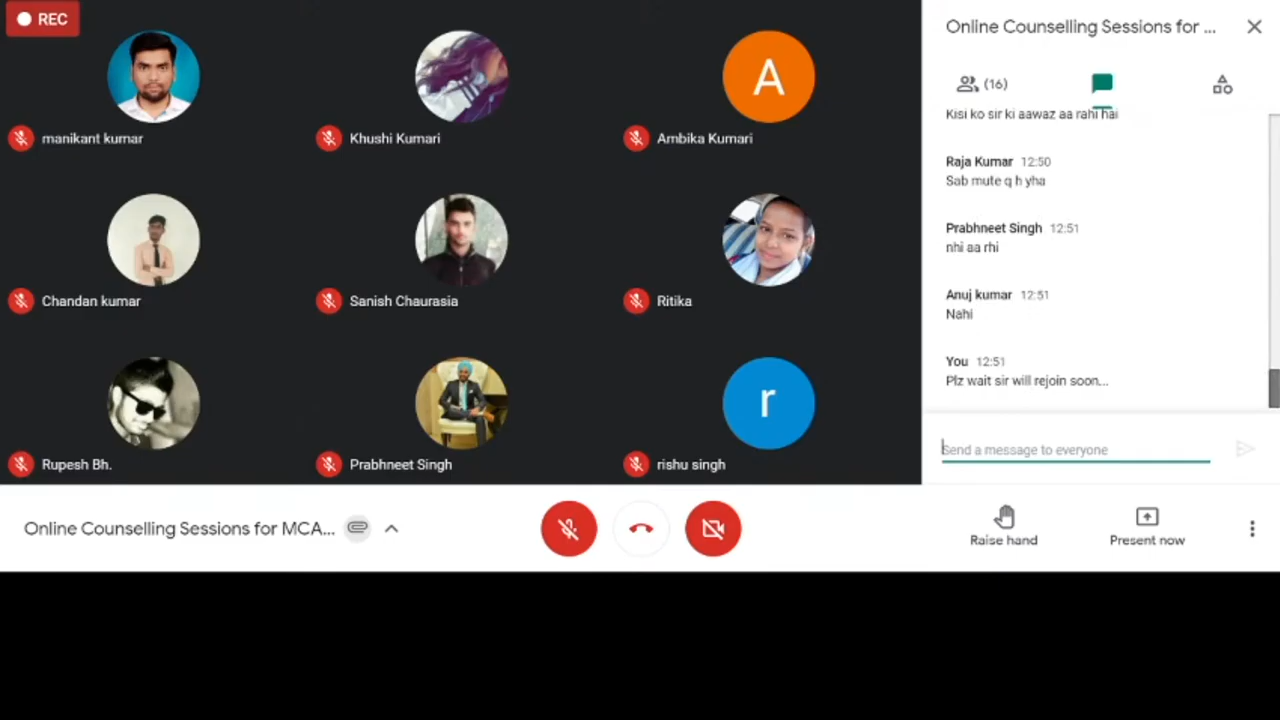 REC
manikant kumar
Khushi Kumari
A
Ambika Kumari
Chandan kumar
Sanish Chaurasia
Ritika
Rupesh Bh.
Prabhneet Singh
r
rishu singh
Online Counselling Sessions for ...
(16)
Kisi ko sir ki aawaz aa rahi hai
Raja Kumar 12:50
Sab mute q h yha
Prabhneet Singh 12:51
nhi aa rhi
Anuj kumar 12:51
Nahi
You 12:51
Plz wait sir will rejoin soon...
Send a message to everyone
Online Counselling Sessions for MCA...
Raise hand
Present now